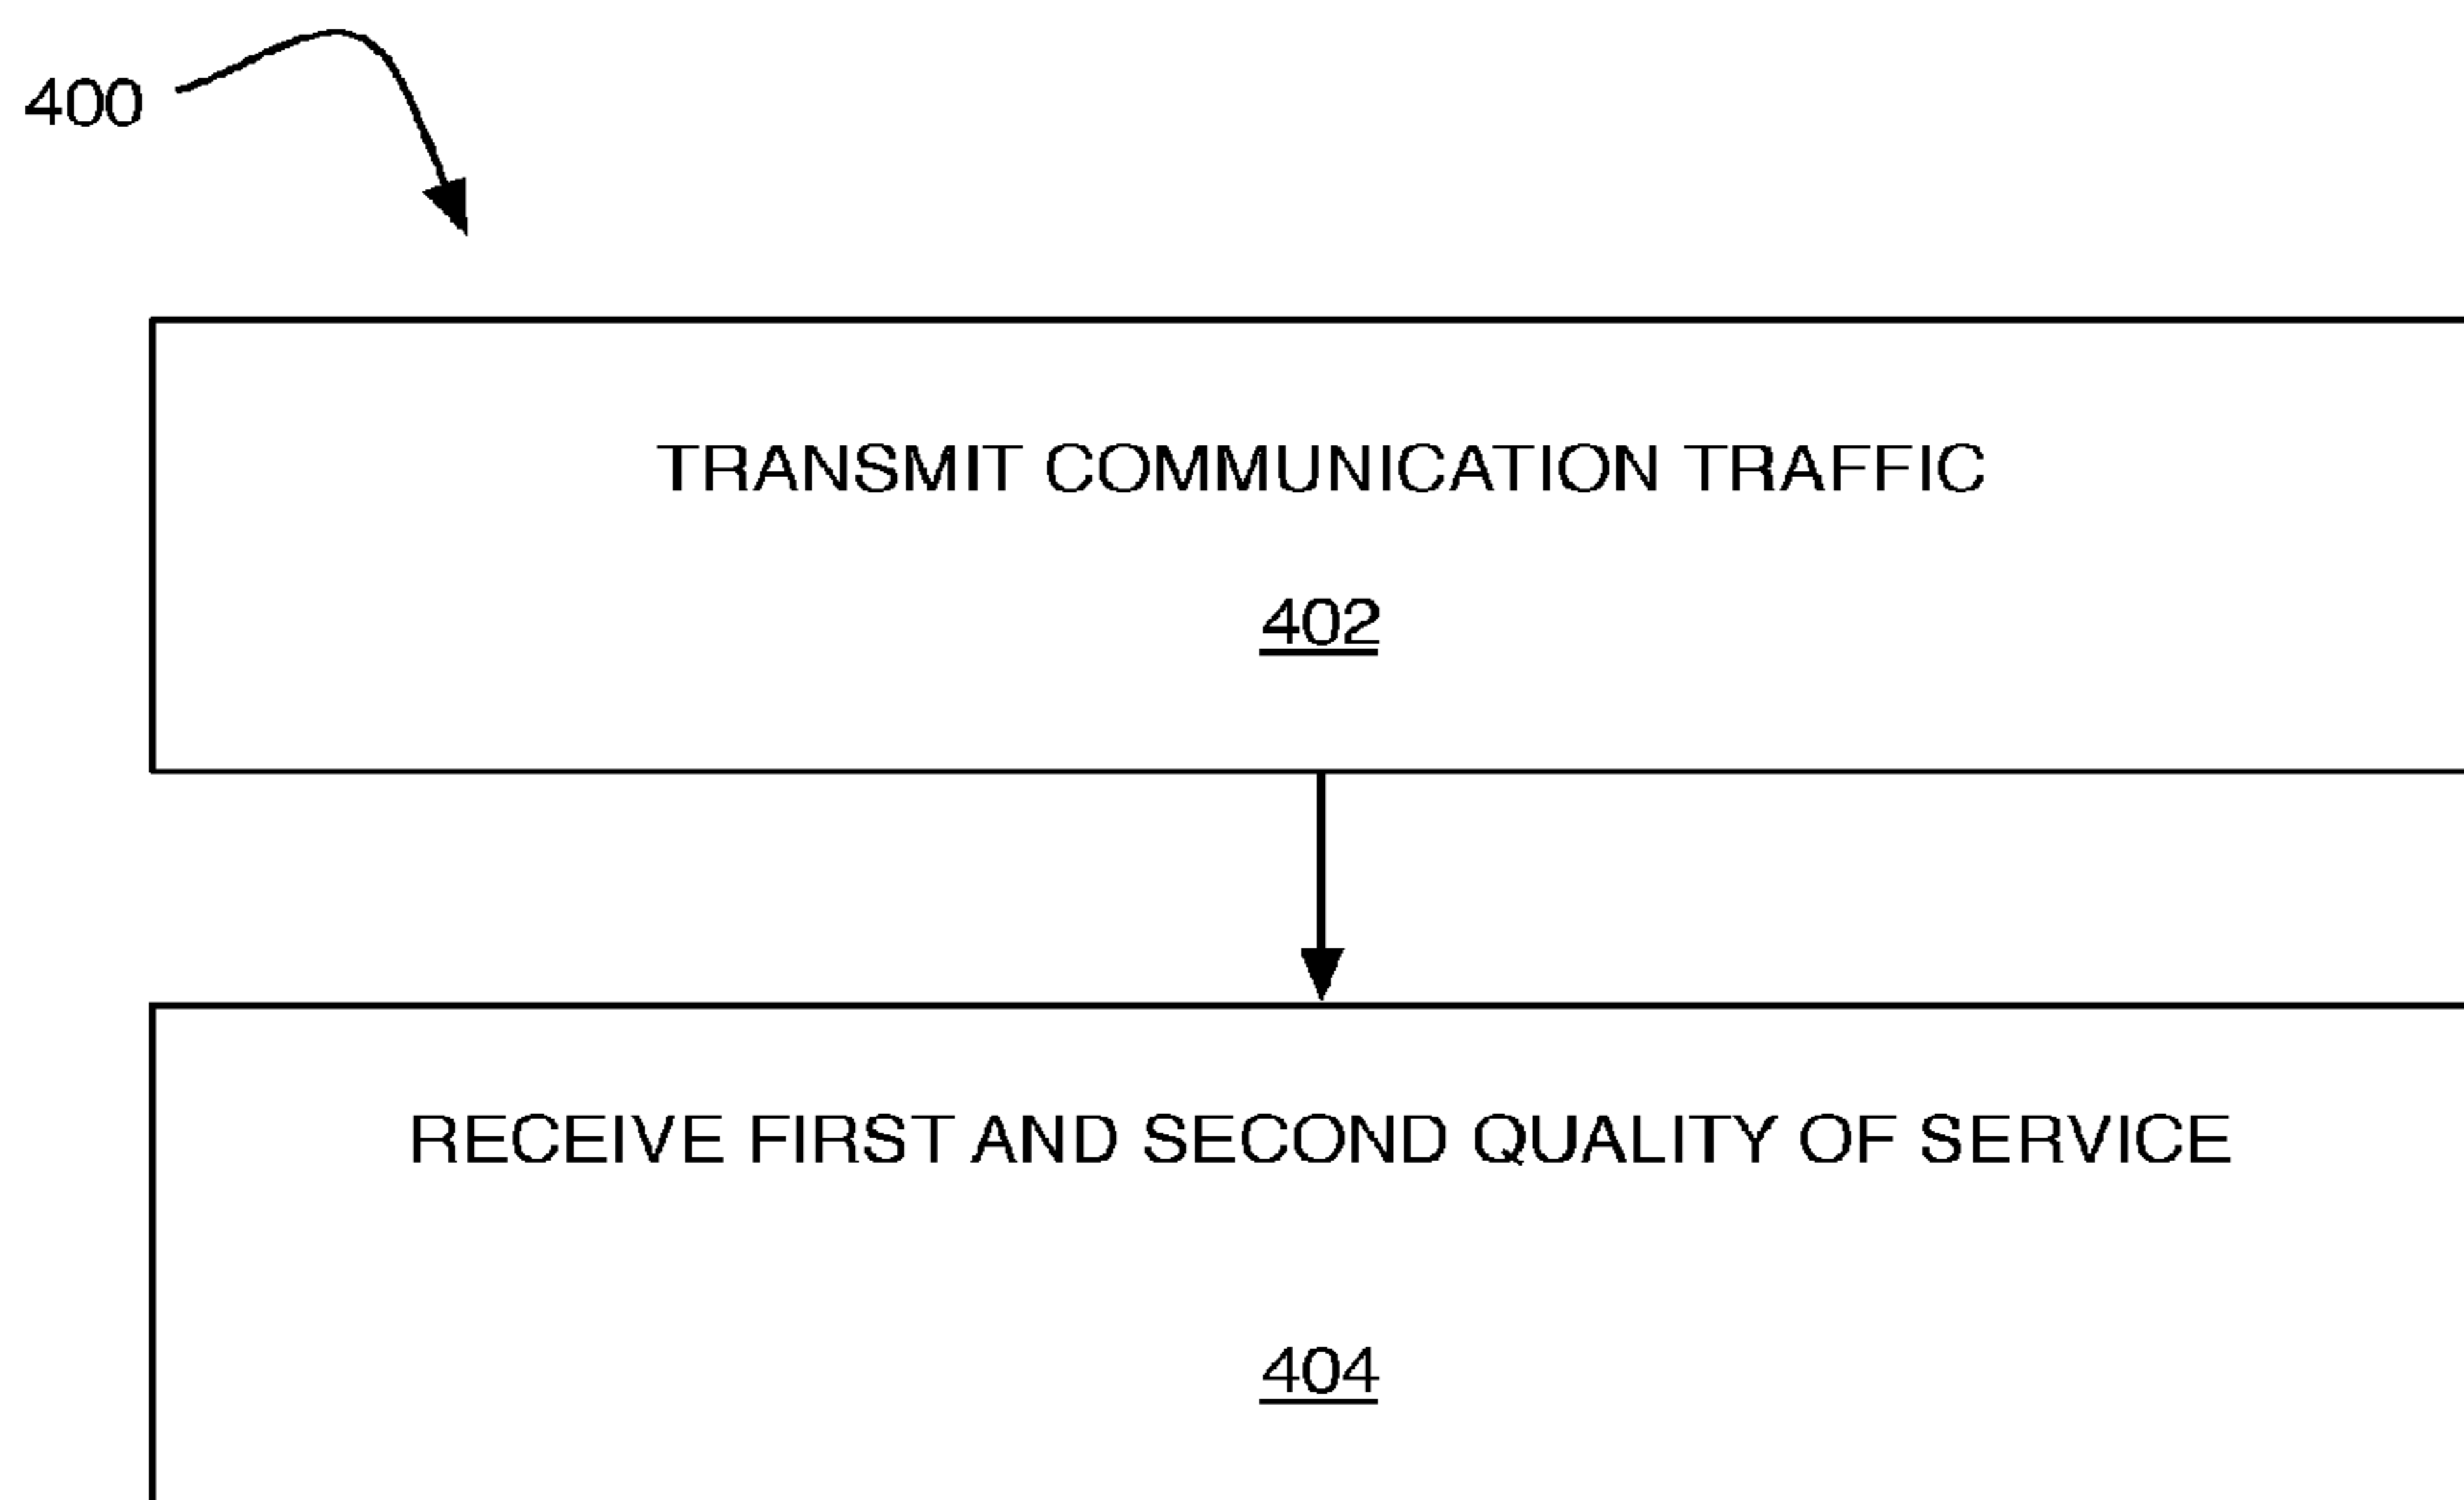 400
TRANSMIT COMMUNICATION TRAFFIC
402
RECEIVE FIRST AND SECOND QUALITY OF SERVICE
404